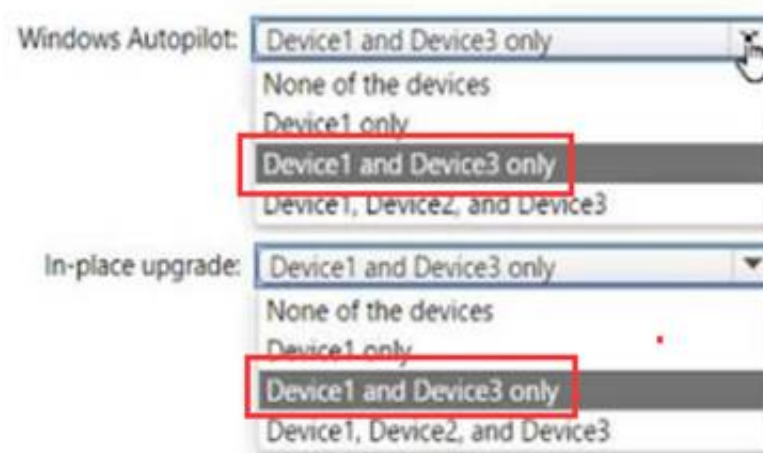 Windows Autopilot: Device1 and Device3 only
None of the devices
Device1 only
Device1 and Device3 only
Device1, Device2, and Device3
In-place upgrade: Device1 and Device3 only
None of the devices
Device1 only
Device1 and Device3 only
Device1, Device2, and Device3